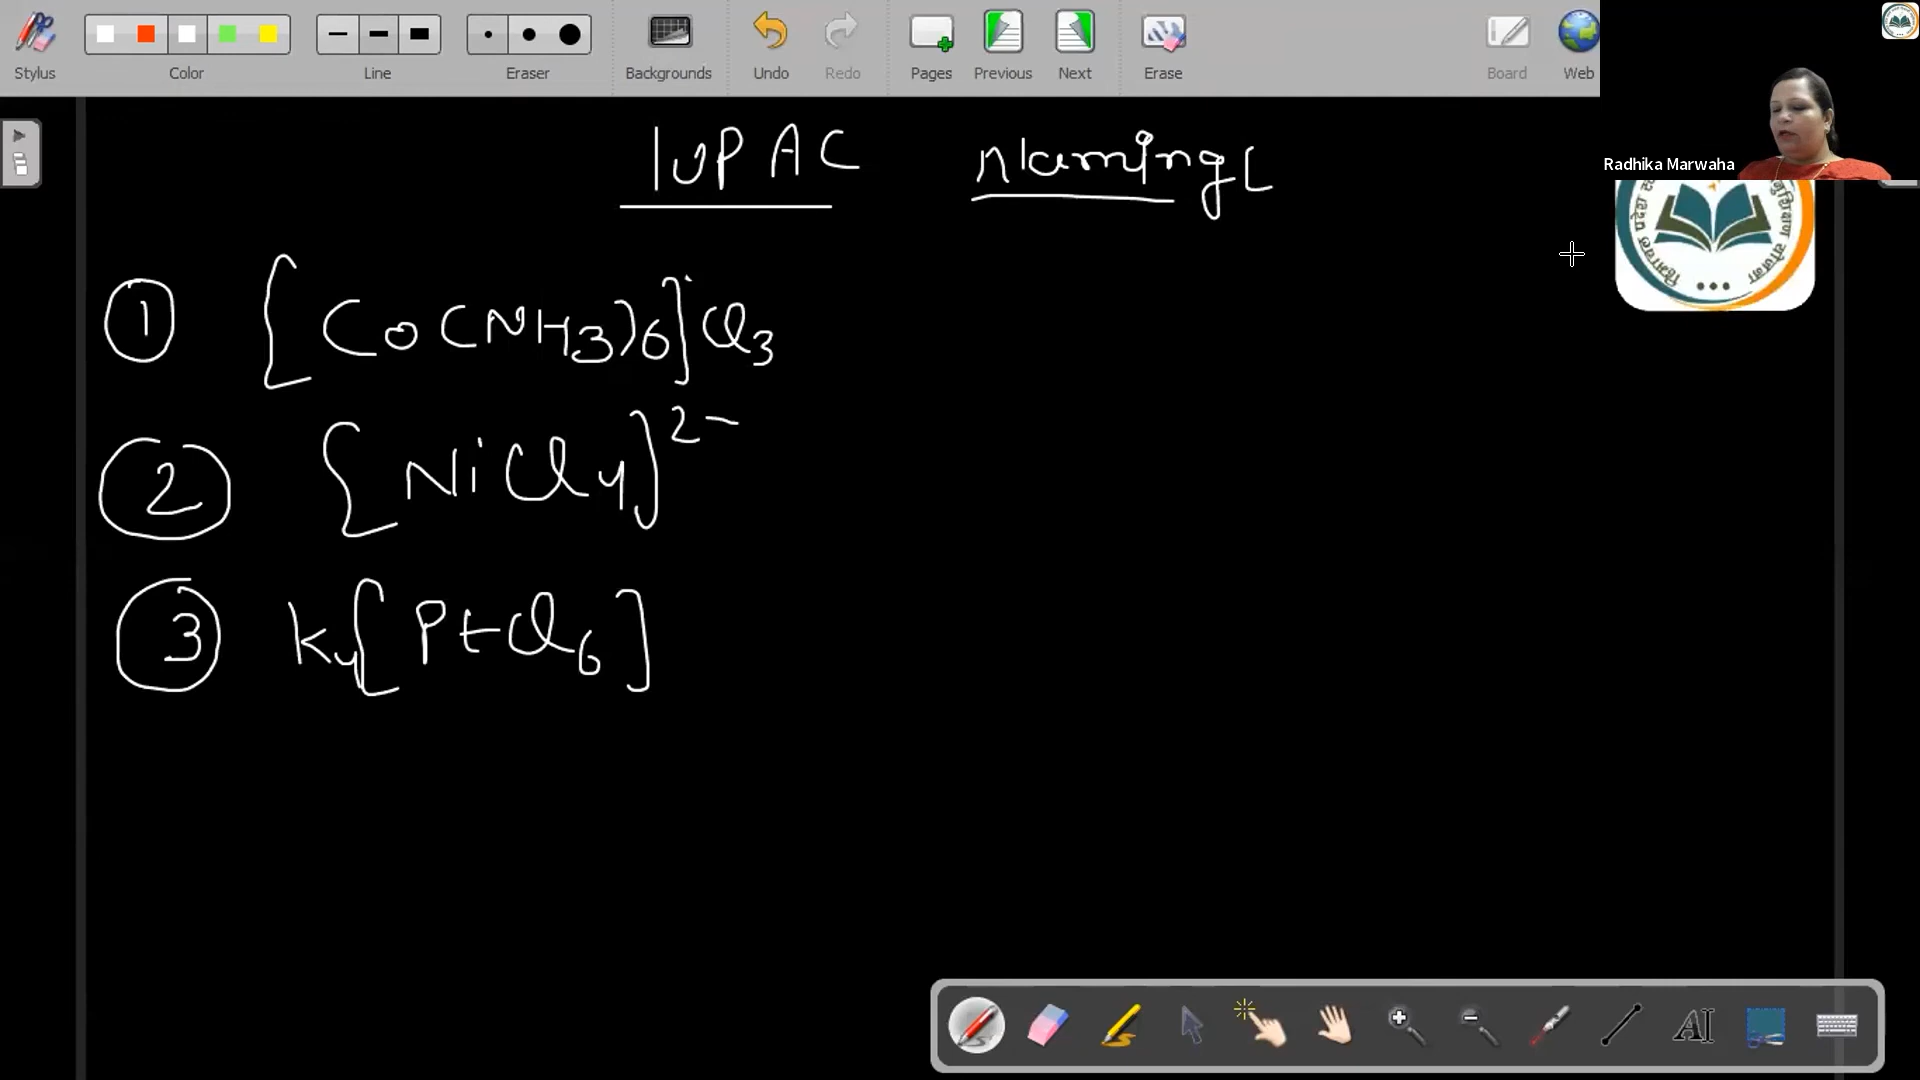 Stylus
Color
Line
Eraser
Backgrounds
Undo
Redo
Pages
Previous
Next
Erase
Board
Web
Radhika Marwaha
IUPAC naming
① [Co(NH3)6]Cl3
② [NiCl4]2-
③ K4[PtCl6]
AI